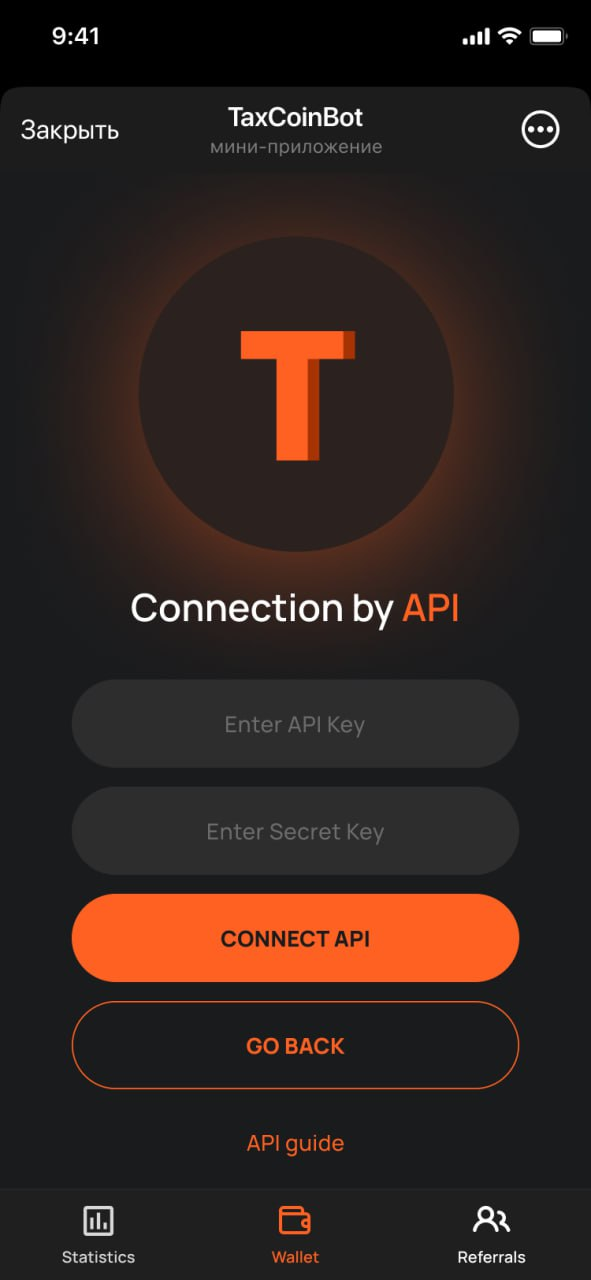 9:41
Закрыть
TaxCoinBot
мини-приложение
T
Connection by API
Enter API Key
Enter Secret Key
CONNECT API
GO BACK
API guide
Statistics
Wallet
Referrals